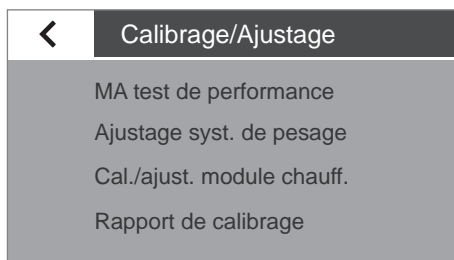 Calibrage/Ajustage
MA test de performance
Ajustage syst. de pesage
Cal./ajust. module chauff.
Rapport de calibrage